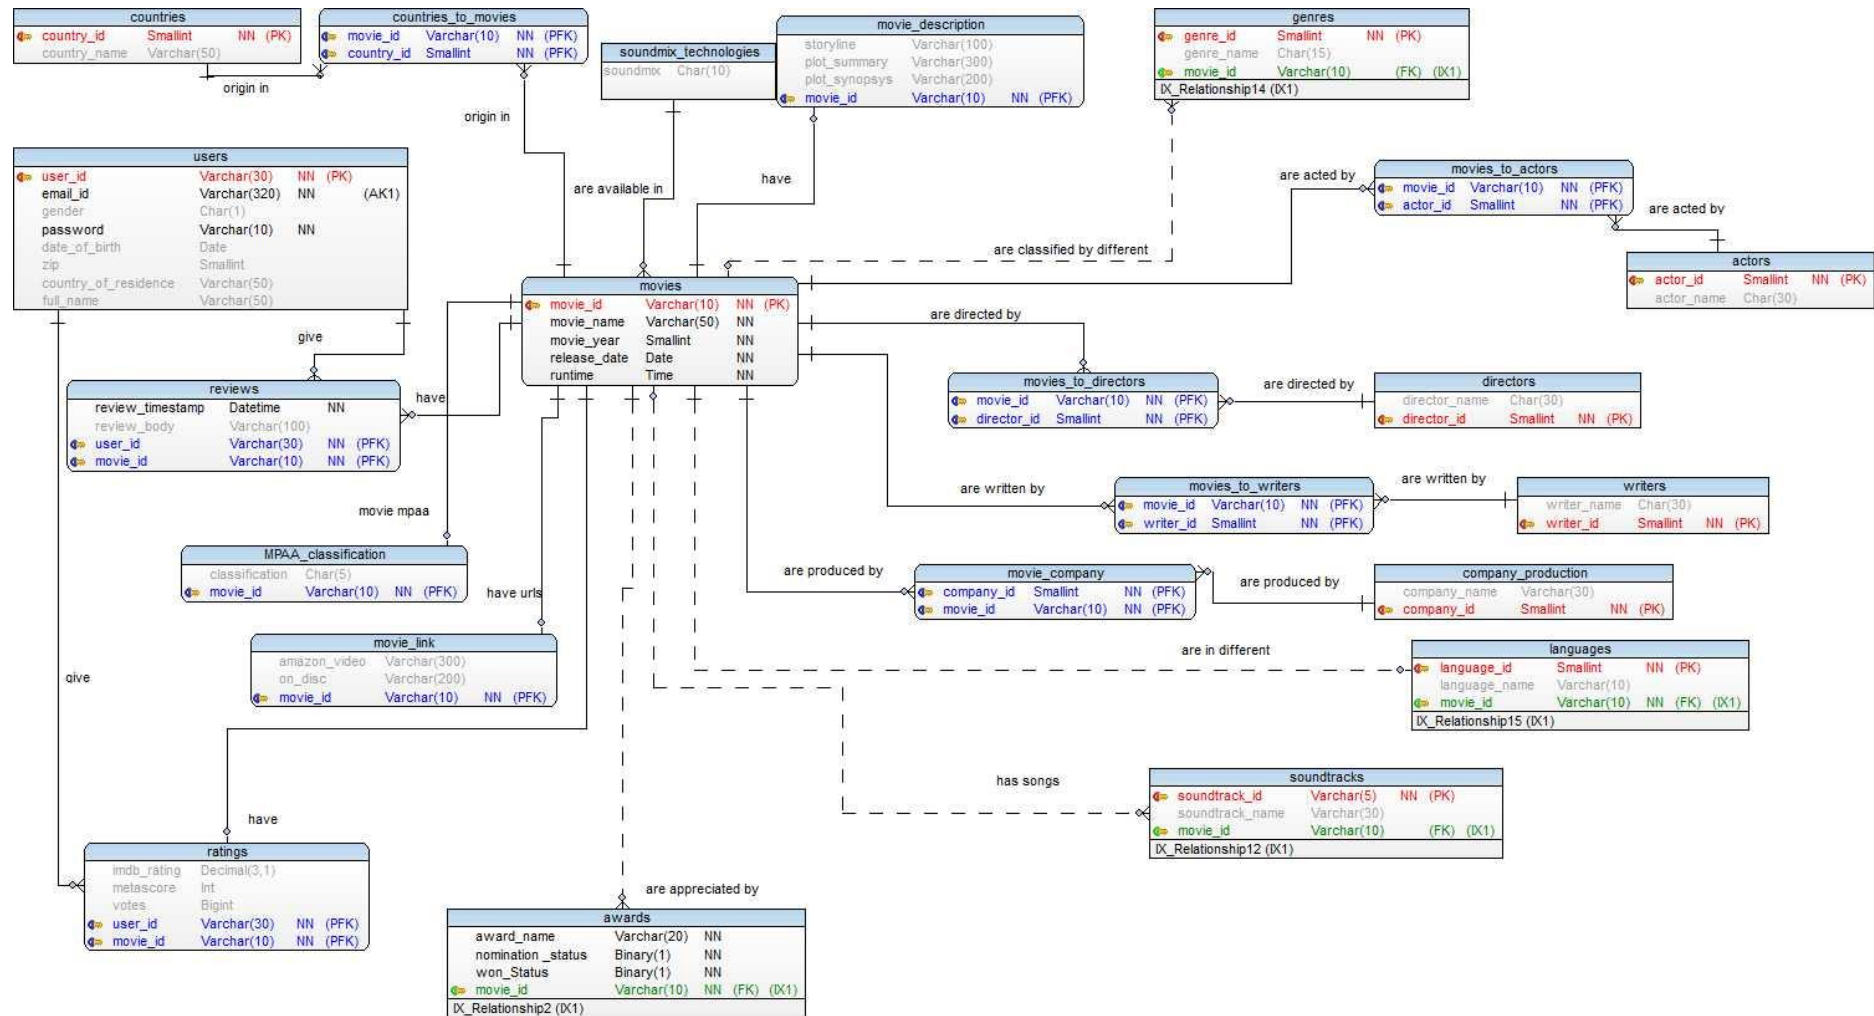 countries
country_id Smallint NN (PK)
country_name Varchar(50)
origin in
countries_to_movies
movie_id Varchar(10) NN (PFK)
country_id Smallint NN (PFK)
origin in
soundmix_technologies
soundmix Char(10)
are available in
movie_description
storyline Varchar(100)
plot_summary Varchar(300)
plot_synopsys Varchar(200)
movie_id Varchar(10) NN (PFK)
have
genres
genre_id Smallint NN (PK)
genre_name Char(15)
movie_id Varchar(10) (FK) (IX1)
IX_Relationship14 (IX1)
are classified by different
users
user_id Varchar(30) NN (PK)
email_id Varchar(320) NN (AK1)
gender Char(1)
password Varchar(10) NN
date_of_birth Date
zip Smallint
country_of_residence Varchar(50)
full_name Varchar(50)
give
are acted by
movies_to_actors
movie_id Varchar(10) NN (PFK)
actor_id Smallint NN (PFK)
are acted by
actors
actor_id Smallint NN (PK)
actor_name Char(30)
movies
movie_id Varchar(10) NN (PK)
movie_name Varchar(50) NN
movie_year Smallint NN
release_date Date NN
runtime Time NN
reviews
review_timestamp Datetime NN
review_body Varchar(100)
user_id Varchar(30) NN (PFK)
movie_id Varchar(10) NN (PFK)
have
are directed by
movies_to_directors
movie_id Varchar(10) NN (PFK)
director_id Smallint NN (PFK)
are directed by
directors
director_name Char(30)
director_id Smallint NN (PK)
are written by
movies_to_writers
movie_id Varchar(10) NN (PFK)
writer_id Smallint NN (PFK)
are written by
writers
writer_name Char(30)
writer_id Smallint NN (PK)
movie mpaa
MPAA_classification
classification Char(5)
movie_id Varchar(10) NN (PFK)
have urls
movie_link
amazon_video Varchar(300)
on_disc Varchar(200)
movie_id Varchar(10) NN (PFK)
are produced by
movie_company
company_id Smallint NN (PFK)
movie_id Varchar(10) NN (PFK)
are produced by
company_production
company_name Varchar(30)
company_id Smallint NN (PK)
are in different
languages
language_id Smallint NN (PK)
language_name Varchar(10)
movie_id Varchar(10) NN (FK) (IX1)
IX_Relationship15 (IX1)
give
has songs
soundtracks
soundtrack_id Varchar(5) NN (PK)
soundtrack_name Varchar(30)
movie_id Varchar(10) (FK) (IX1)
IX_Relationship12 (IX1)
have
ratings
imdb_rating Decimal(3,1)
metascore Int
votes Bigint
user_id Varchar(30) NN (PFK)
movie_id Varchar(10) NN (PFK)
are appreciated by
awards
award_name Varchar(20) NN
nomination _status Binary(1) NN
won_Status Binary(1) NN
movie_id Varchar(10) NN (FK) (IX1)
IX_Relationship2 (IX1)